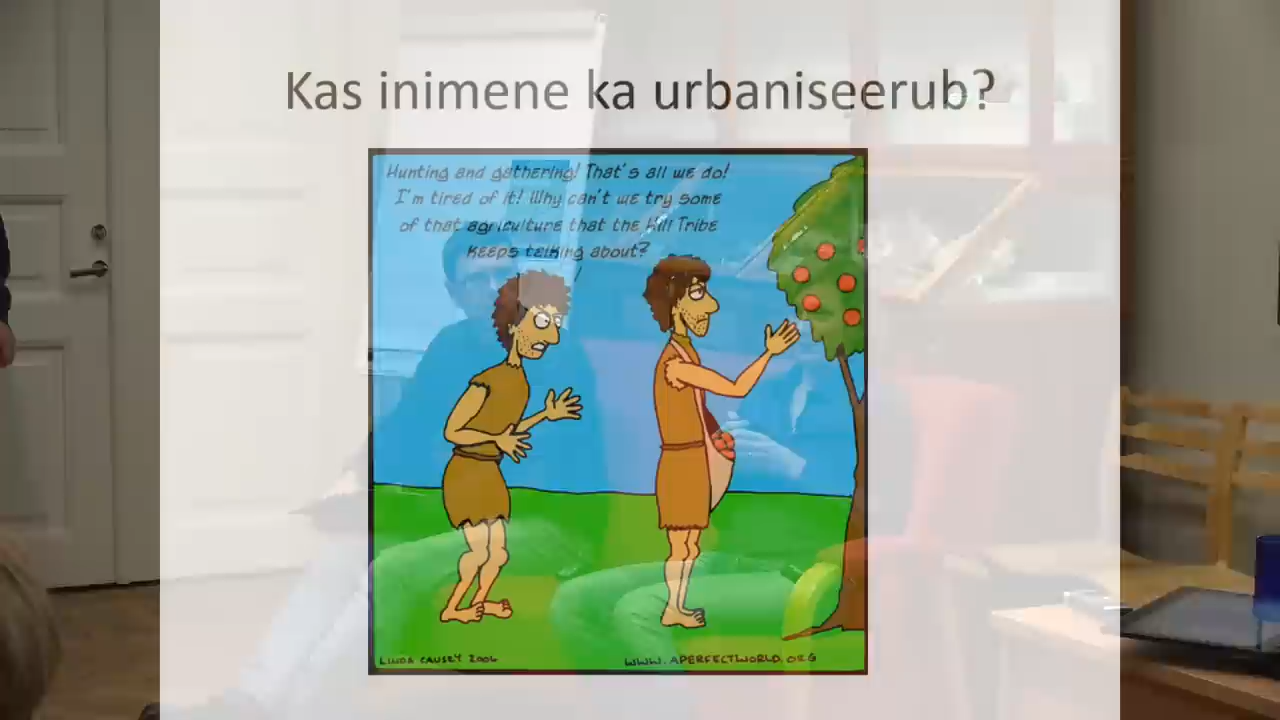 Kas inimene ka urbaniseerub?
Hunting and gathering! That's all we do!
I'm tired of it! Why can't we try some
of that agriculture that the Hill Tribe
keeps talking about?
LINDA CAUSEY 2006
WWW.APERFECTWORLD.ORG